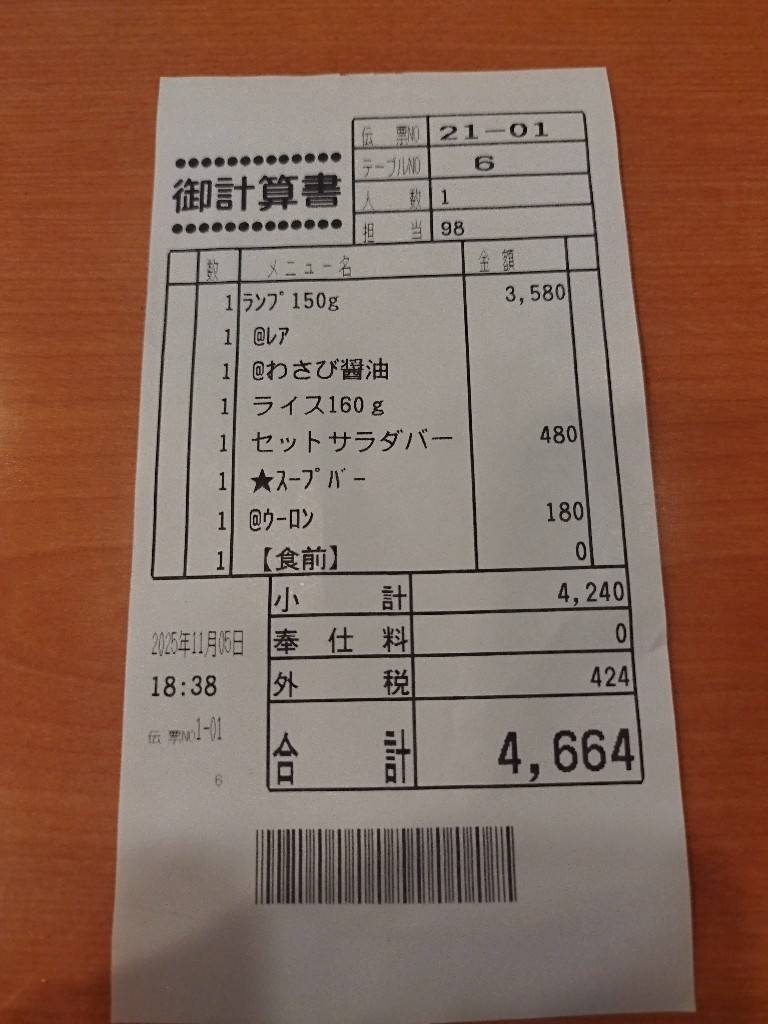 御計算書
伝票NO 21-01
テーブルNO 6
人数 1
担当 98
数 メニュー名 金額
1 ﾗﾝﾌﾟ150g 3,580
1 @ﾚｱ
1 @わさび醤油
1 ライス160ｇ
1 セットサラダバー 480
1 ★ｽｰﾌﾟﾊﾞｰ
1 @ｳｰﾛﾝ 180
1 【食前】 0
小計 4,240
奉仕料 0
外税 424
合計 4,664
2025年11月05日
18:38
伝票NO1-01
6